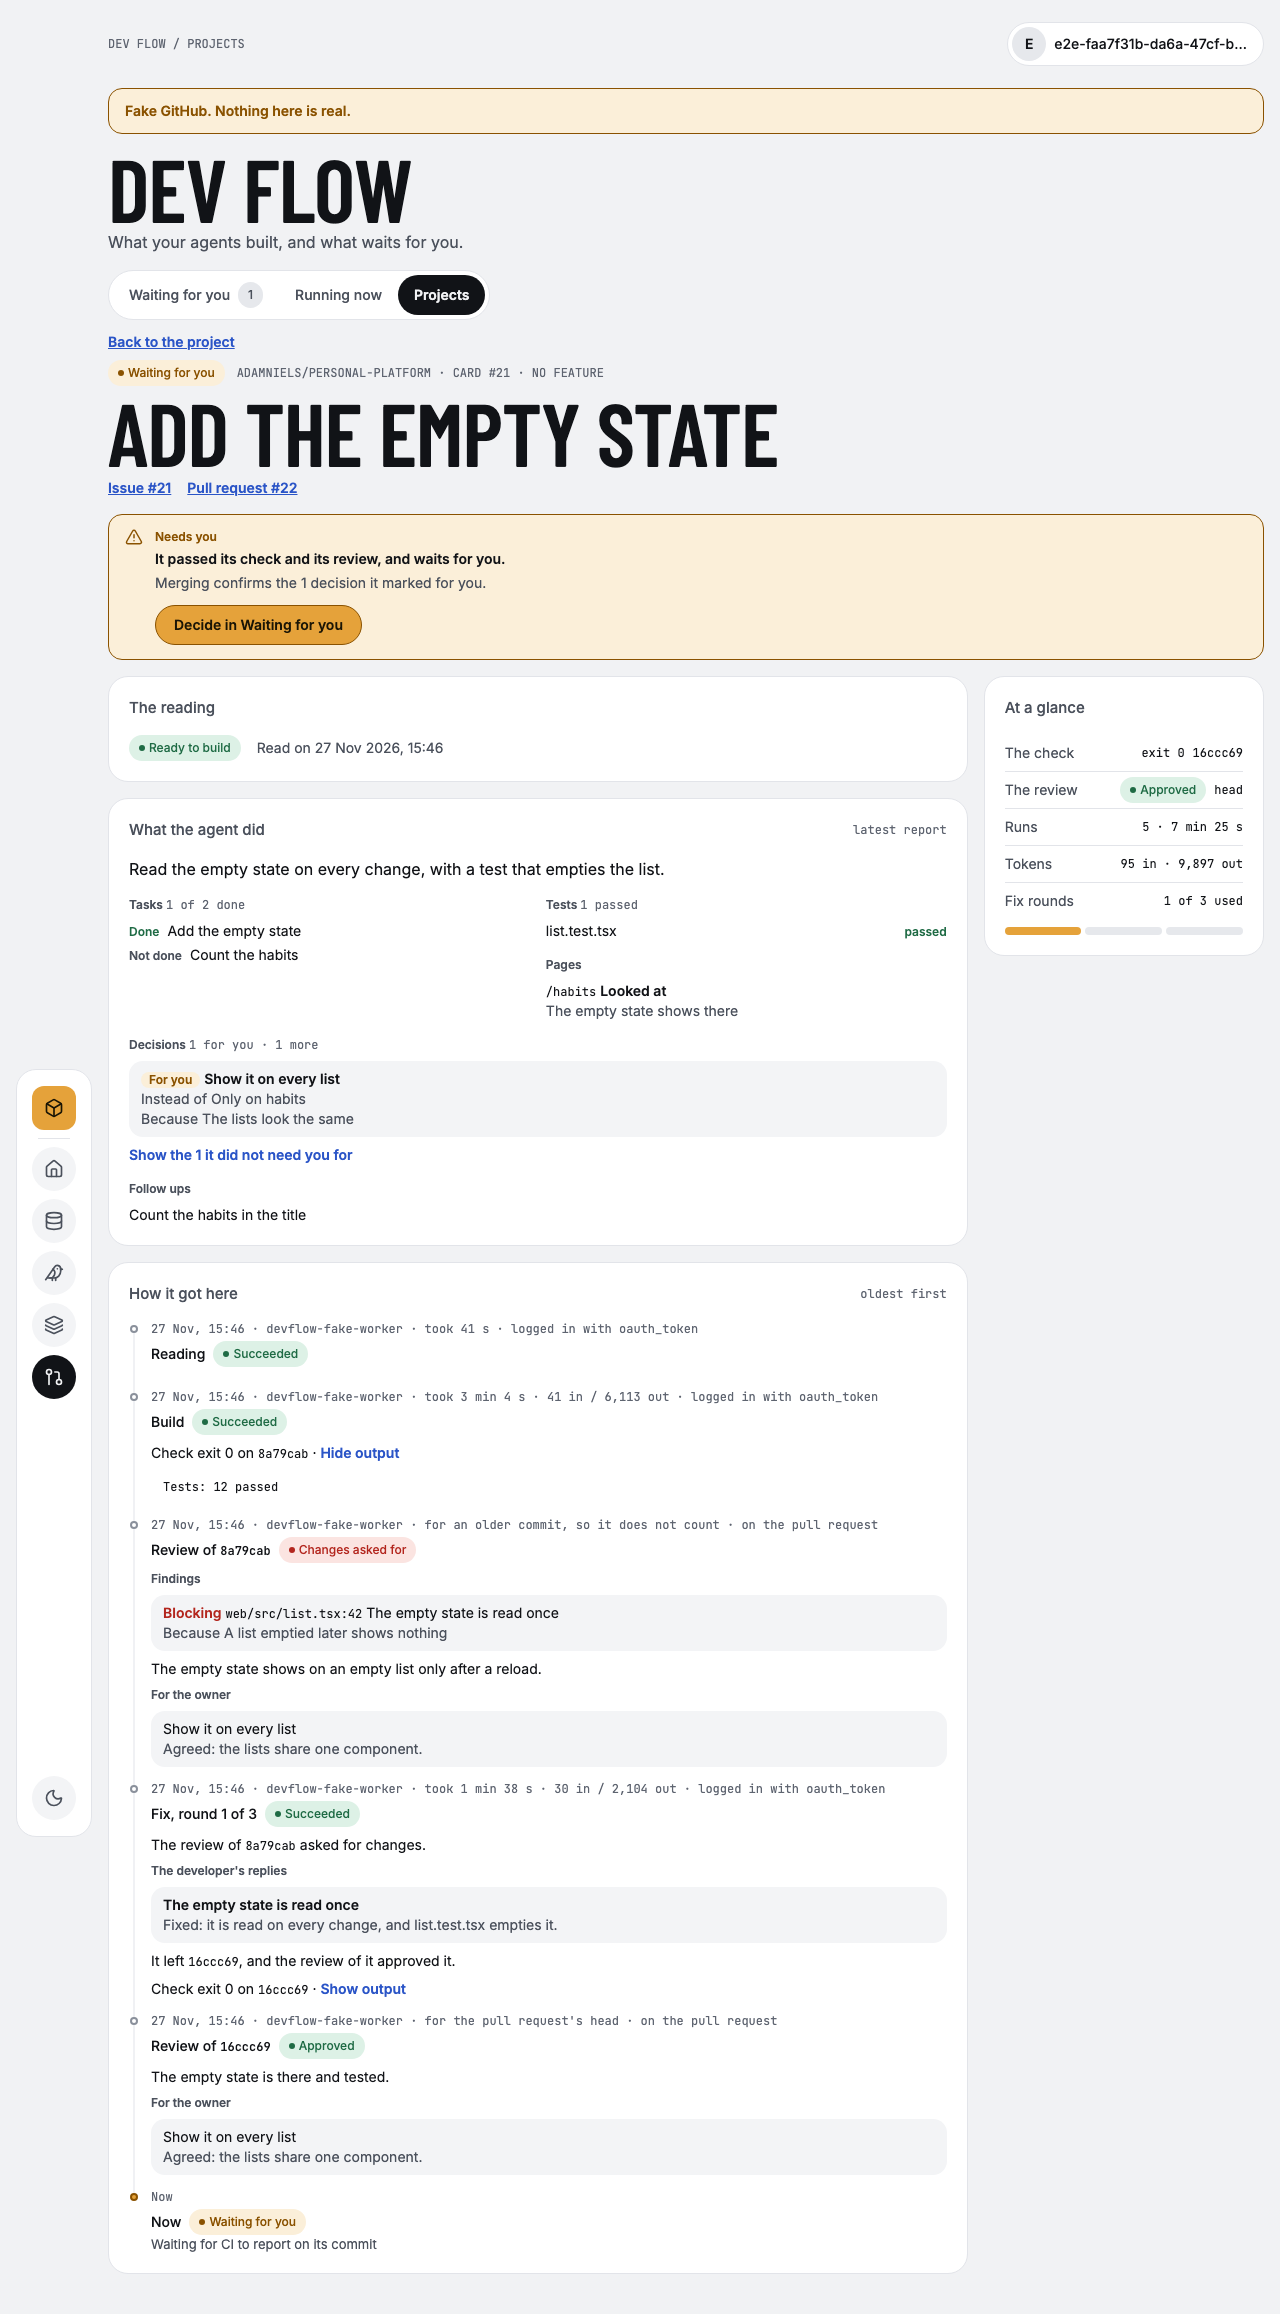 DEV FLOW / PROJECTS
E
e2e-faa7f31b-da6a-47cf-b...
Fake GitHub. Nothing here is real.
DEV FLOW
What your agents built, and what waits for you.
Waiting for you 1
Running now
Projects
Back to the project
Waiting for you ADAMNIELS/PERSONAL-PLATFORM · CARD #21 · NO FEATURE
ADD THE EMPTY STATE
Issue #21 Pull request #22
Needs you
It passed its check and its review, and waits for you.
Merging confirms the 1 decision it marked for you.
Decide in Waiting for you
The reading
Ready to build Read on 27 Nov 2026, 15:46
At a glance
The check exit 0 16ccc69
The review Approved head
Runs 5 · 7 min 25 s
Tokens 95 in · 9,897 out
Fix rounds 1 of 3 used
What the agent did latest report
Read the empty state on every change, with a test that empties the list.
Tasks 1 of 2 done
Done Add the empty state
Not done Count the habits
Tests 1 passed
list.test.tsx passed
Pages
/habits Looked at
The empty state shows there
Decisions 1 for you · 1 more
For you Show it on every list
Instead of Only on habits
Because The lists look the same
Show the 1 it did not need you for
Follow ups
Count the habits in the title
How it got here oldest first
27 Nov, 15:46 · devflow-fake-worker · took 41 s · logged in with oauth_token
Reading Succeeded
27 Nov, 15:46 · devflow-fake-worker · took 3 min 4 s · 41 in / 6,113 out · logged in with oauth_token
Build Succeeded
Check exit 0 on 8a79cab · Hide output
Tests: 12 passed
27 Nov, 15:46 · devflow-fake-worker · for an older commit, so it does not count · on the pull request
Review of 8a79cab Changes asked for
Findings
Blocking web/src/list.tsx:42 The empty state is read once
Because A list emptied later shows nothing
The empty state shows on an empty list only after a reload.
For the owner
Show it on every list
Agreed: the lists share one component.
27 Nov, 15:46 · devflow-fake-worker · took 1 min 38 s · 30 in / 2,104 out · logged in with oauth_token
Fix, round 1 of 3 Succeeded
The review of 8a79cab asked for changes.
The developer's replies
The empty state is read once
Fixed: it is read on every change, and list.test.tsx empties it.
It left 16ccc69, and the review of it approved it.
Check exit 0 on 16ccc69 · Show output
27 Nov, 15:46 · devflow-fake-worker · for the pull request's head · on the pull request
Review of 16ccc69 Approved
The empty state is there and tested.
For the owner
Show it on every list
Agreed: the lists share one component.
Now
Now Waiting for you
Waiting for CI to report on its commit